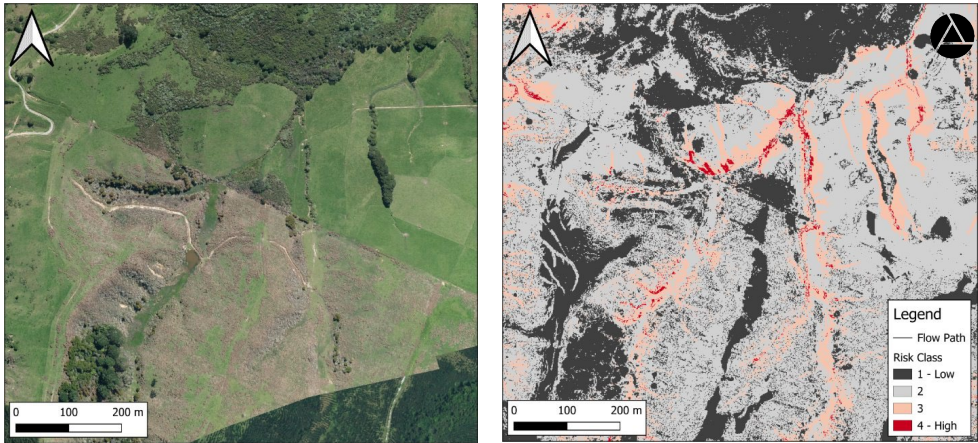 0 100 200 m
Legend
Flow Path
Risk Class
1 - Low
2
3
4 - High
0 100 200 m